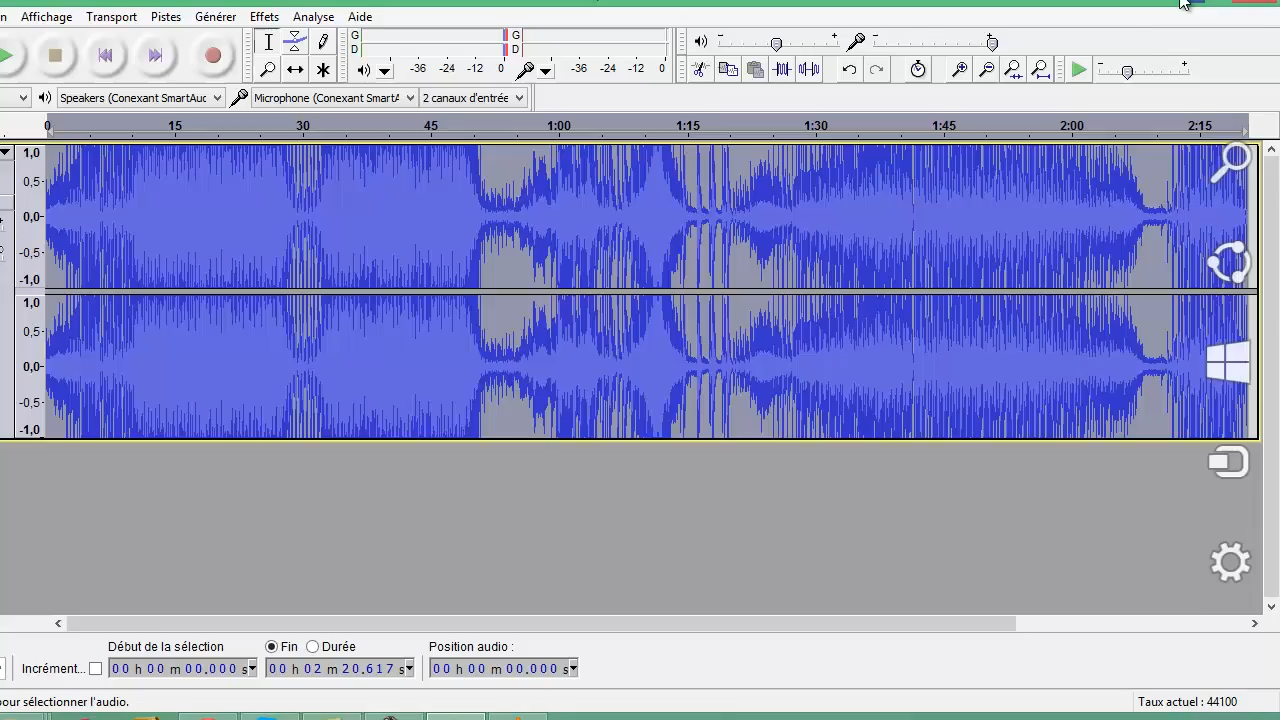 Affichage Transport Pistes Générer Effets Analyse Aide
G G
D D
-36 -24 -12 0 -36 -24 -12 0
Speakers (Conexant SmartAuc Microphone (Conexant SmartA 2 canaux d'entrée
0 15 30 45 1:00 1:15 1:30 1:45 2:00 2:15
1,0
0,5-
0,0-
-0,5-
-1,0
1,0
0,5-
0,0-
-0,5-
-1,0
Début de la sélection Fin Durée Position audio :
Incrément... 00 h 00 m 00.000 s 00 h 02 m 20.617 s 00 h 00 m 00.000 s
pour sélectionner l'audio. Taux actuel : 44100